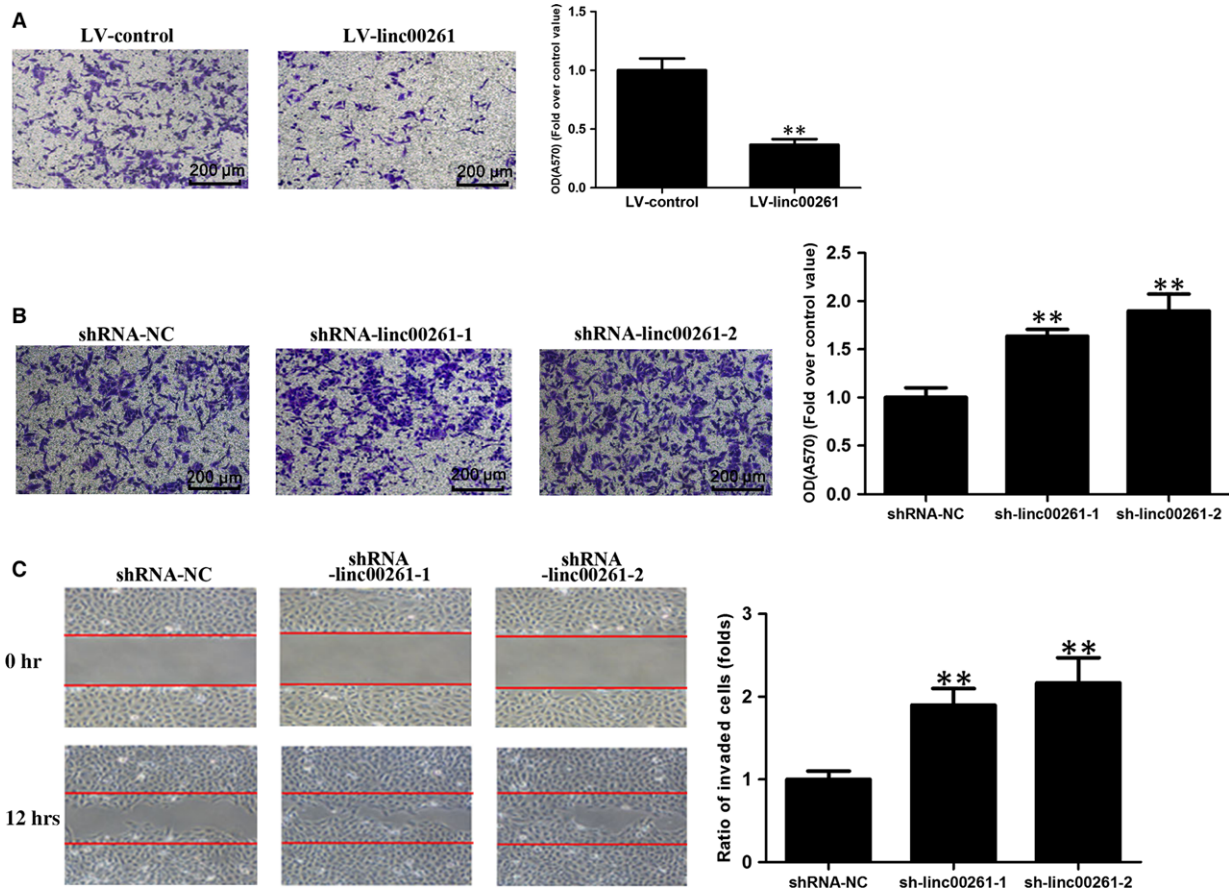 A
LV-control
LV-linc00261
200 µm
200 µm
OD(A570) (Fold over control value)
1.5
1.0
0.5
0.0
**
LV-control
LV-linc00261
B
shRNA-NC
shRNA-linc00261-1
shRNA-linc00261-2
200 µm
200 µm
200 µm
OD(A570) (Fold over control value)
2.5
2.0
1.5
1.0
0.5
0.0
**
**
shRNA-NC
sh-linc00261-1
sh-linc00261-2
C
shRNA-NC
shRNA
-linc00261-1
shRNA
-linc00261-2
0 hr
12 hrs
Ratio of invaded cells (folds)
3
2
1
0
**
**
shRNA-NC
sh-linc00261-1
sh-linc00261-2